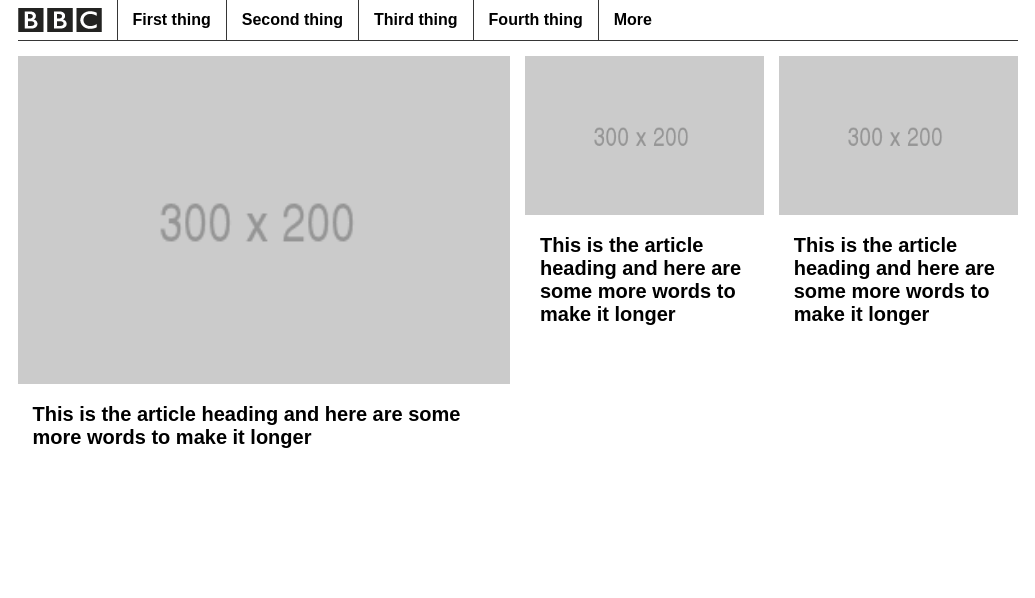 BBC
First thing
Second thing
Third thing
Fourth thing
More
300 x 200
This is the article heading and here are some
more words to make it longer
300 x 200
This is the article
heading and here are
some more words to
make it longer
300 x 200
This is the article
heading and here are
some more words to
make it longer